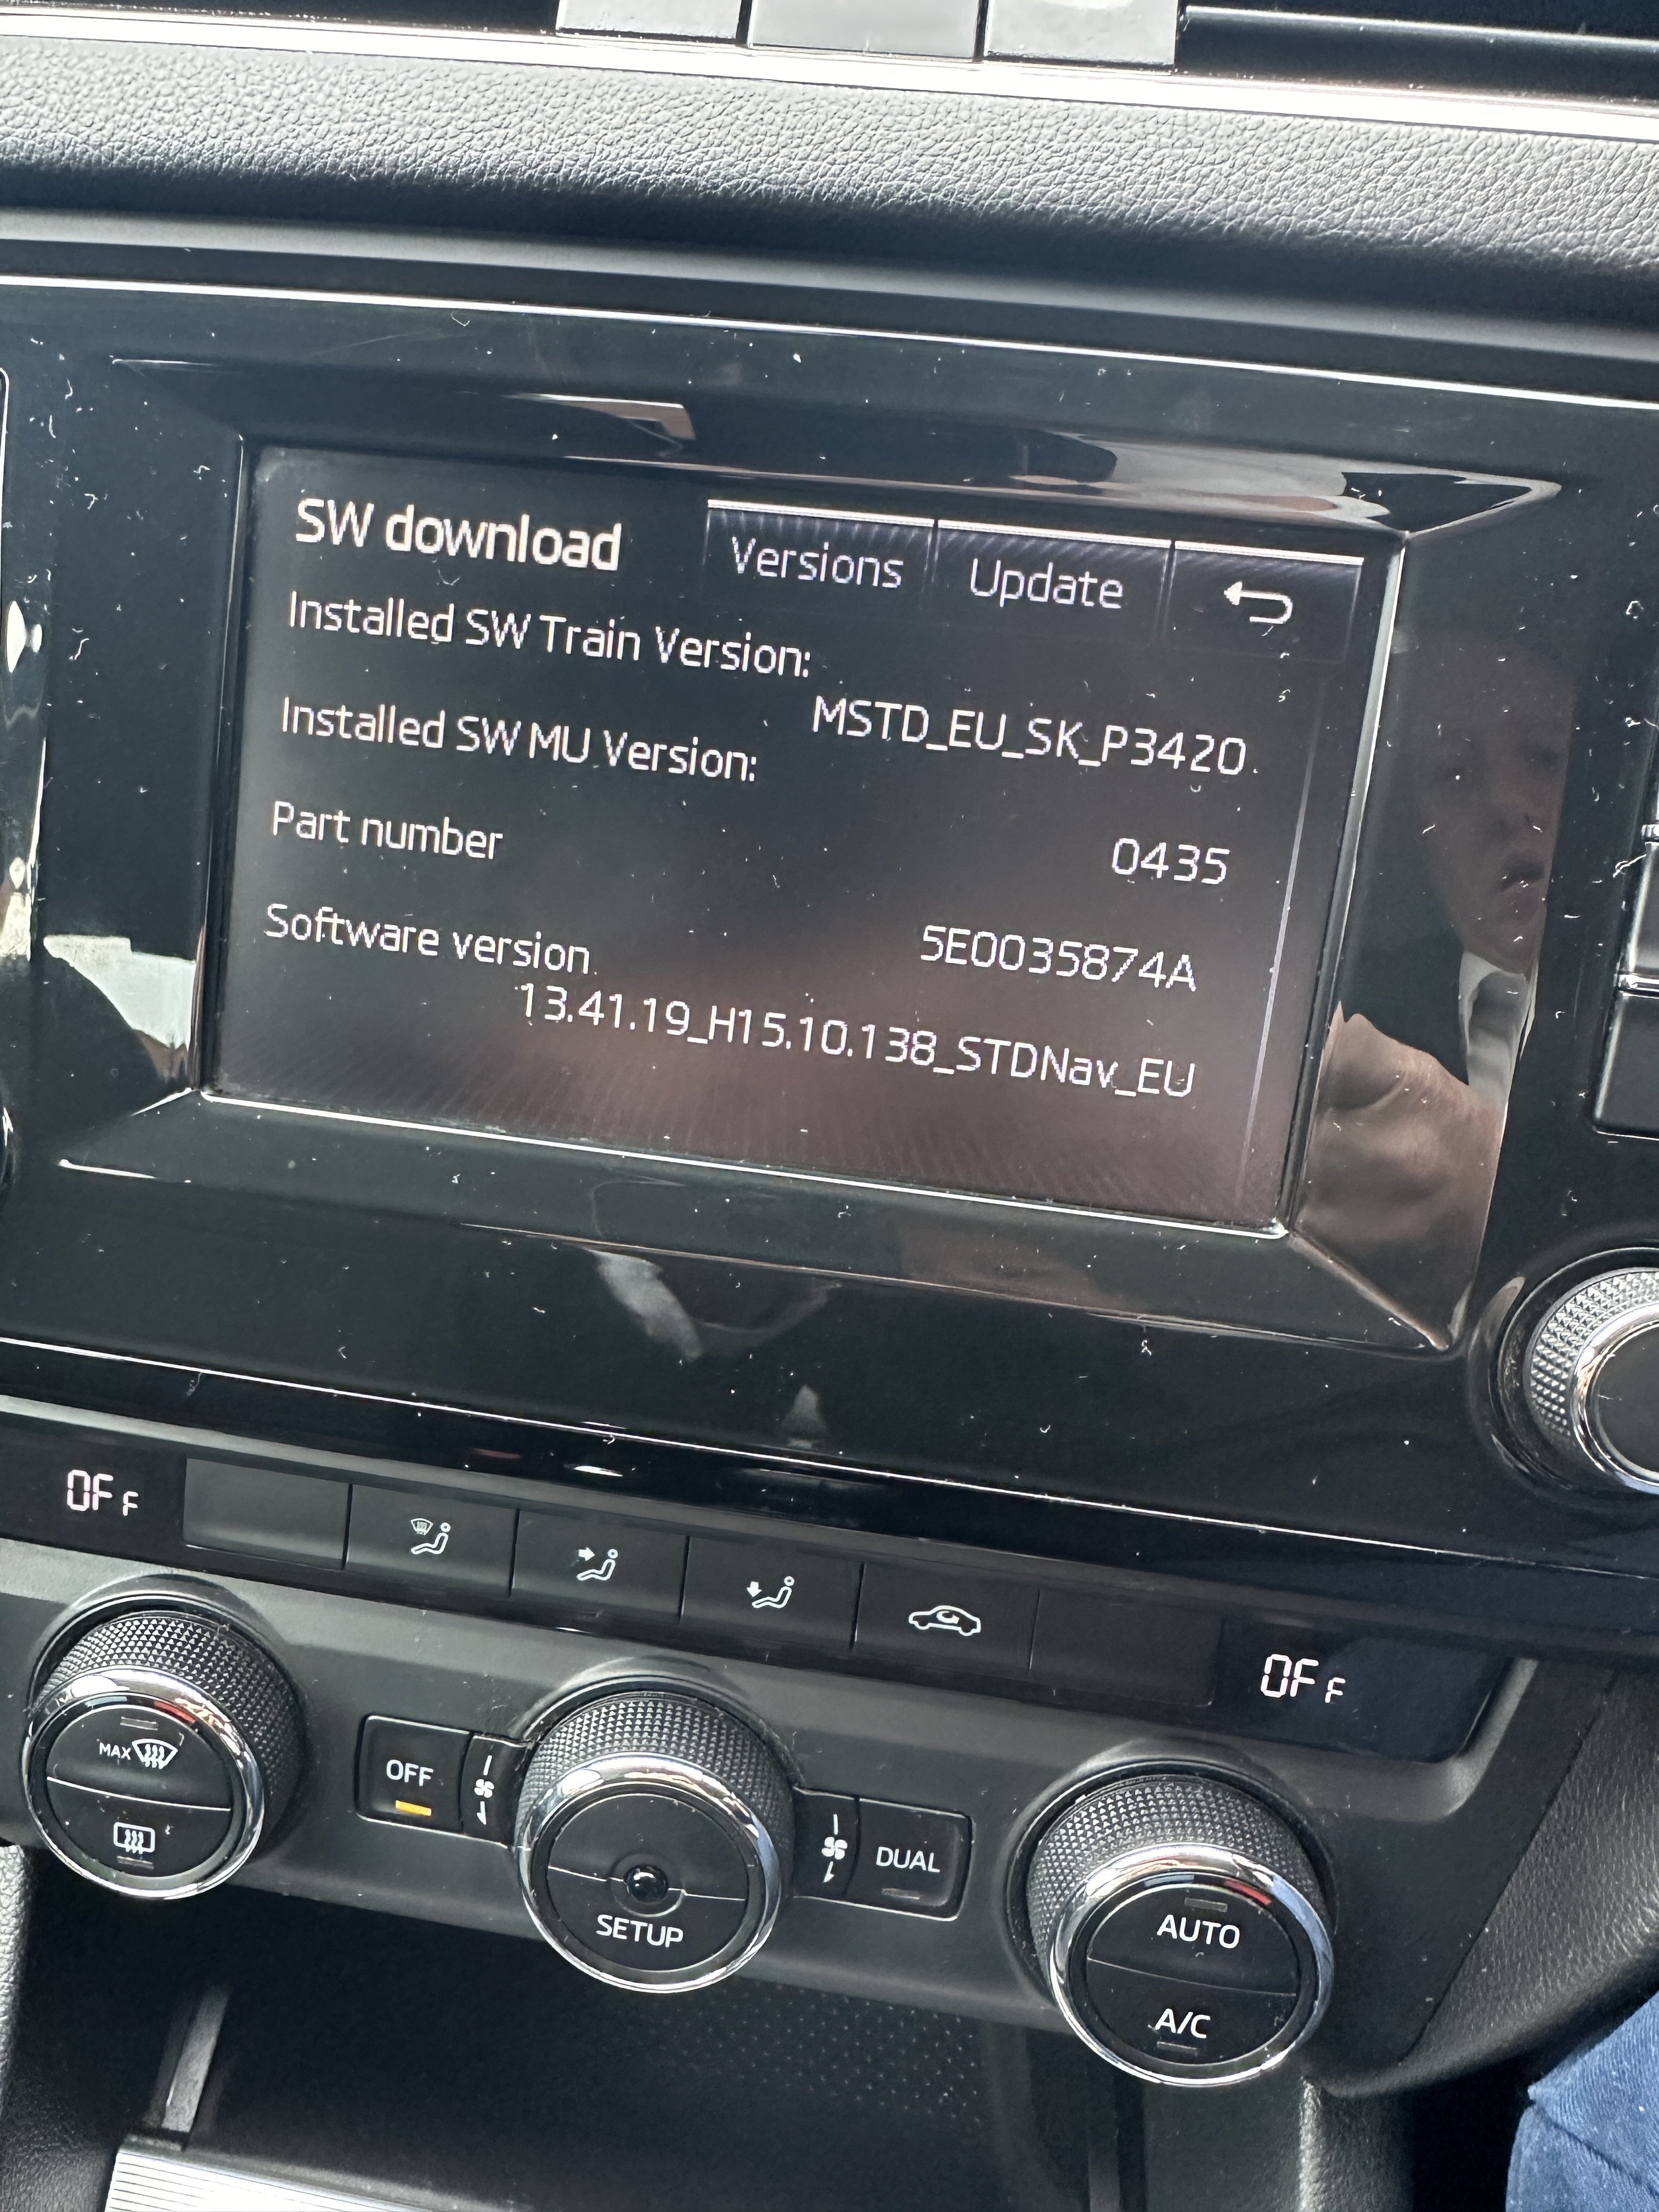 SW download
Versions
Update
Installed SW Train Version:
MSTD_EU_SK_P3420
Installed SW MU Version:
0435
Part number
5E0035874A
Software version
13.41.19_H15.10.138_STDNav_EU
OFF
OFF
MAX
OFF
SETUP
DUAL
AUTO
A/C